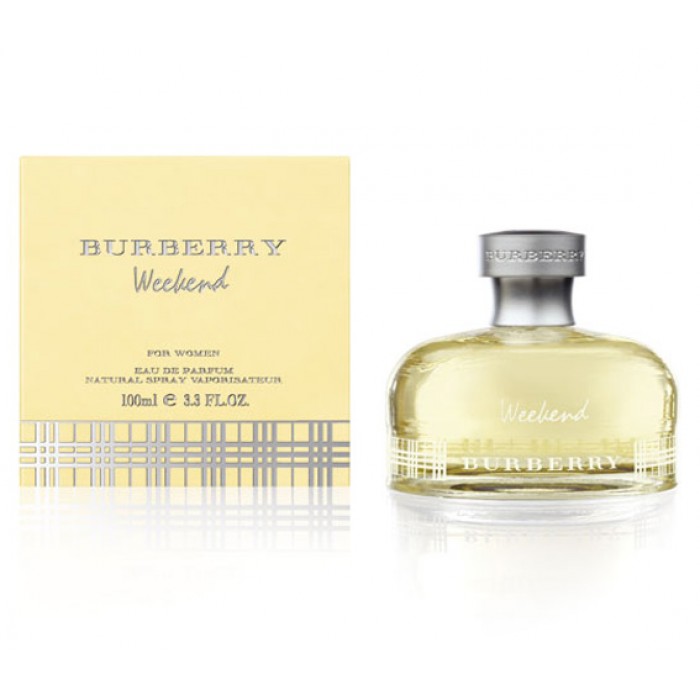 BURBERRY
Weekend
FOR WOMEN
EAU DE PARFUM
NATURAL SPRAY VAPORISATEUR
100ml ℮ 3.3 FL.OZ.
BURBERRY
Weekend
BURBERRY